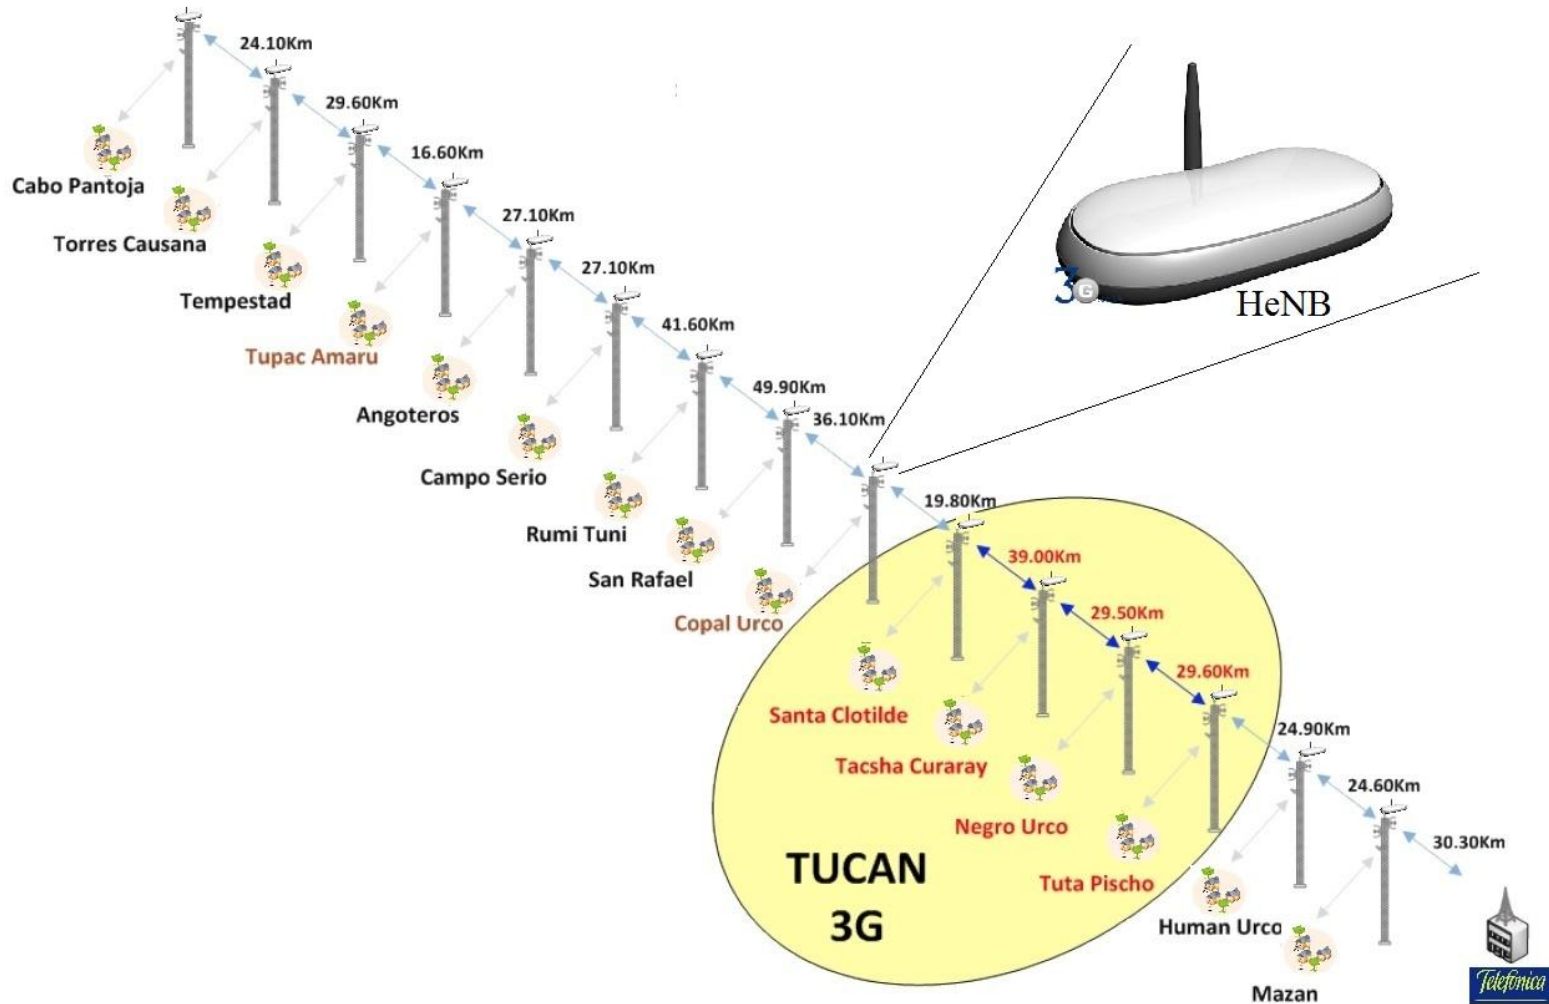 24.10Km
29.60Km
16.60Km
27.10Km
27.10Km
41.60Km
49.90Km
36.10Km
19.80Km
39.00Km
29.50Km
29.60Km
24.90Km
24.60Km
30.30Km
Cabo Pantoja
Torres Causana
Tempestad
Tupac Amaru
Angoteros
Campo Serio
Rumi Tuni
San Rafael
Copal Urco
Santa Clotilde
Tacsha Curaray
Negro Urco
Tuta Pischo
Human Urco
Mazan
3G
HeNB
TUCAN
3G
Telefónica